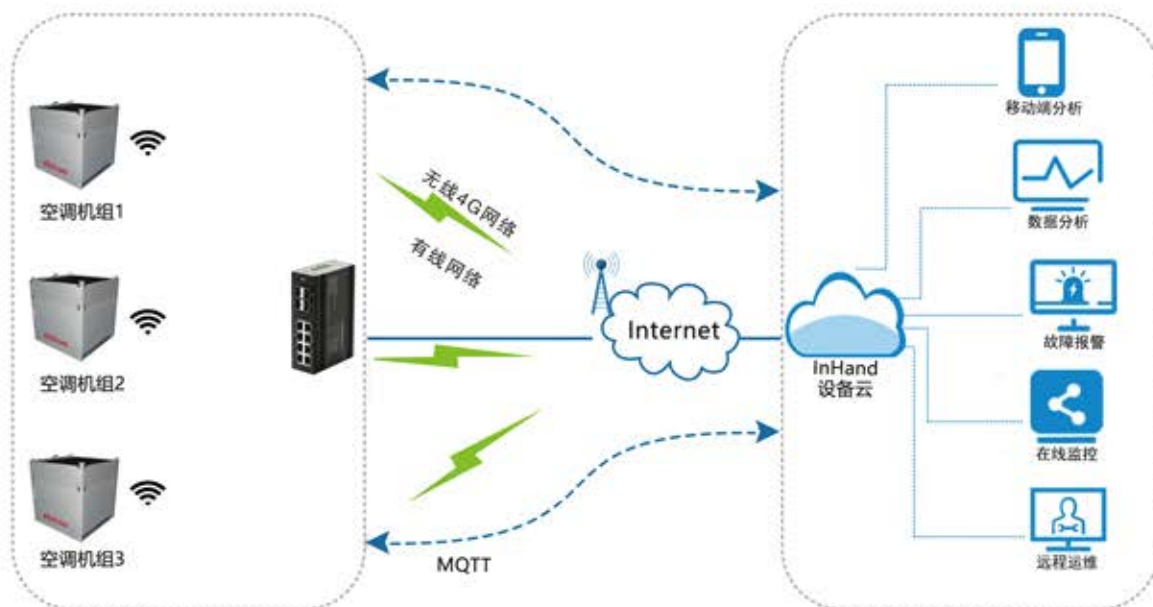 空调机组1
空调机组2
空调机组3
无线4G网络
有线网络
Internet
MQTT
InHand
设备云
移动端分析
数据分析
故障报警
在线监控
远程运维